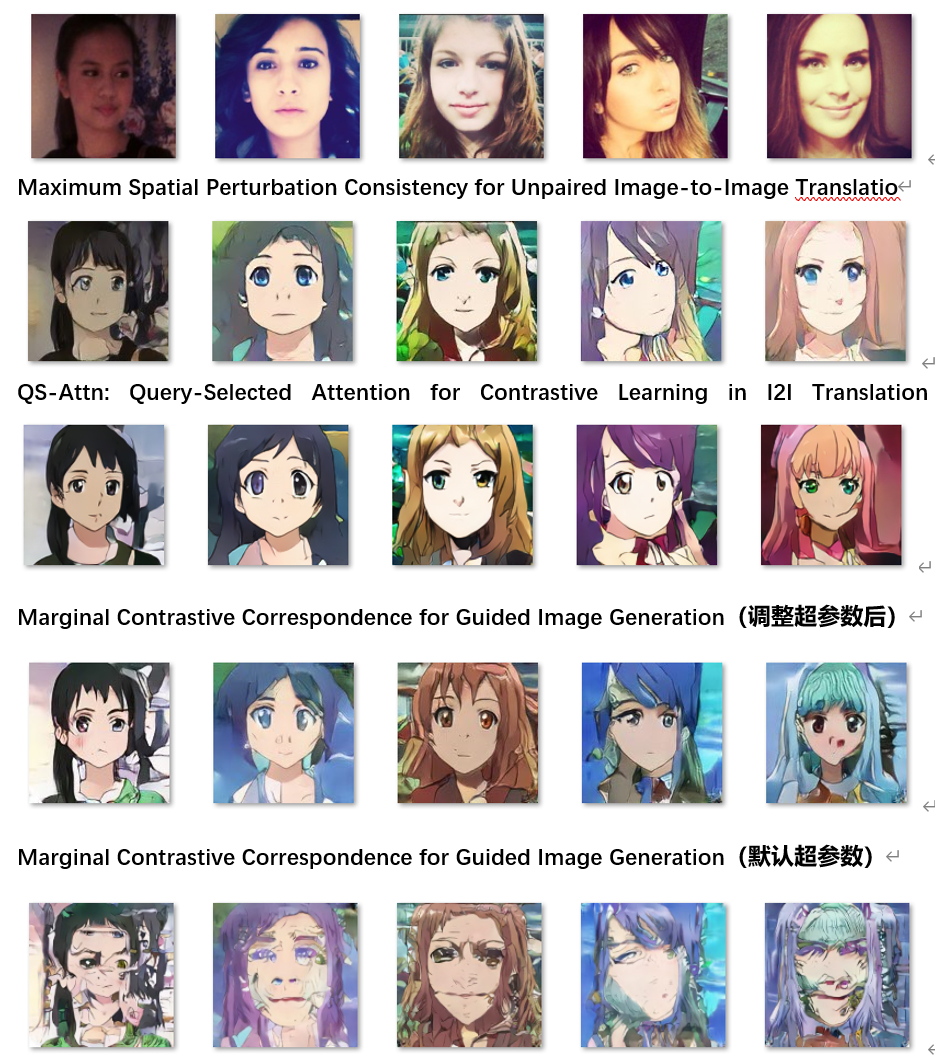 Maximum Spatial Perturbation Consistency for Unpaired Image-to-Image Translatio
QS-Attn: Query-Selected Attention for Contrastive Learning in I2I Translation
Marginal Contrastive Correspondence for Guided Image Generation（调整超参数后）
Marginal Contrastive Correspondence for Guided Image Generation（默认超参数）